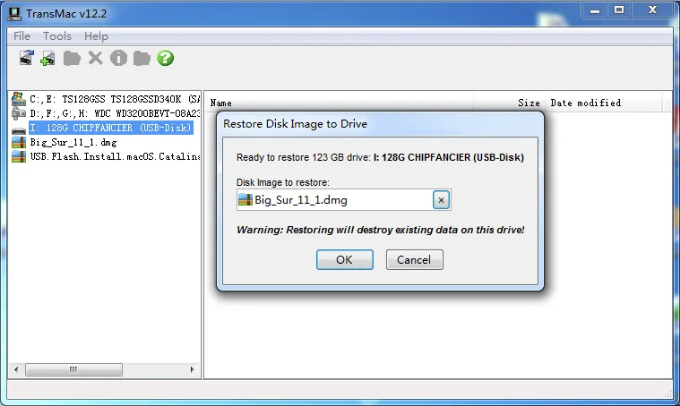 TransMac v12.2
File Tools Help
C:,E: TS128GSS TS128GSSD340K (SA
D:,F:,G:,H: WDC WD3200BEVT-08A23
I: 128G CHIPFANCIER (USB-Disk)
Big_Sur_11_1.dmg
USB.Flash.Install.macOS.Catalina
Name Size Date modified
Restore Disk Image to Drive
Ready to restore 123 GB drive: I: 128G CHIPFANCIER (USB-Disk)
Disk Image to restore:
Big_Sur_11_1.dmg
Warning: Restoring will destroy existing data on this drive!
OK Cancel